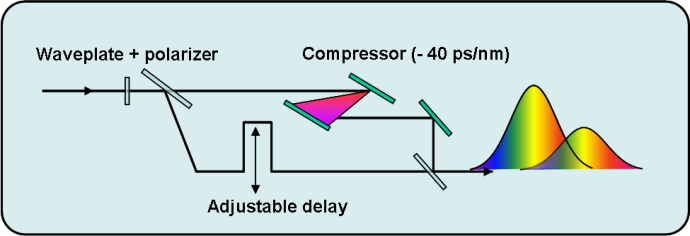 Waveplate + polarizer
Compressor (- 40 ps/nm)
Adjustable delay